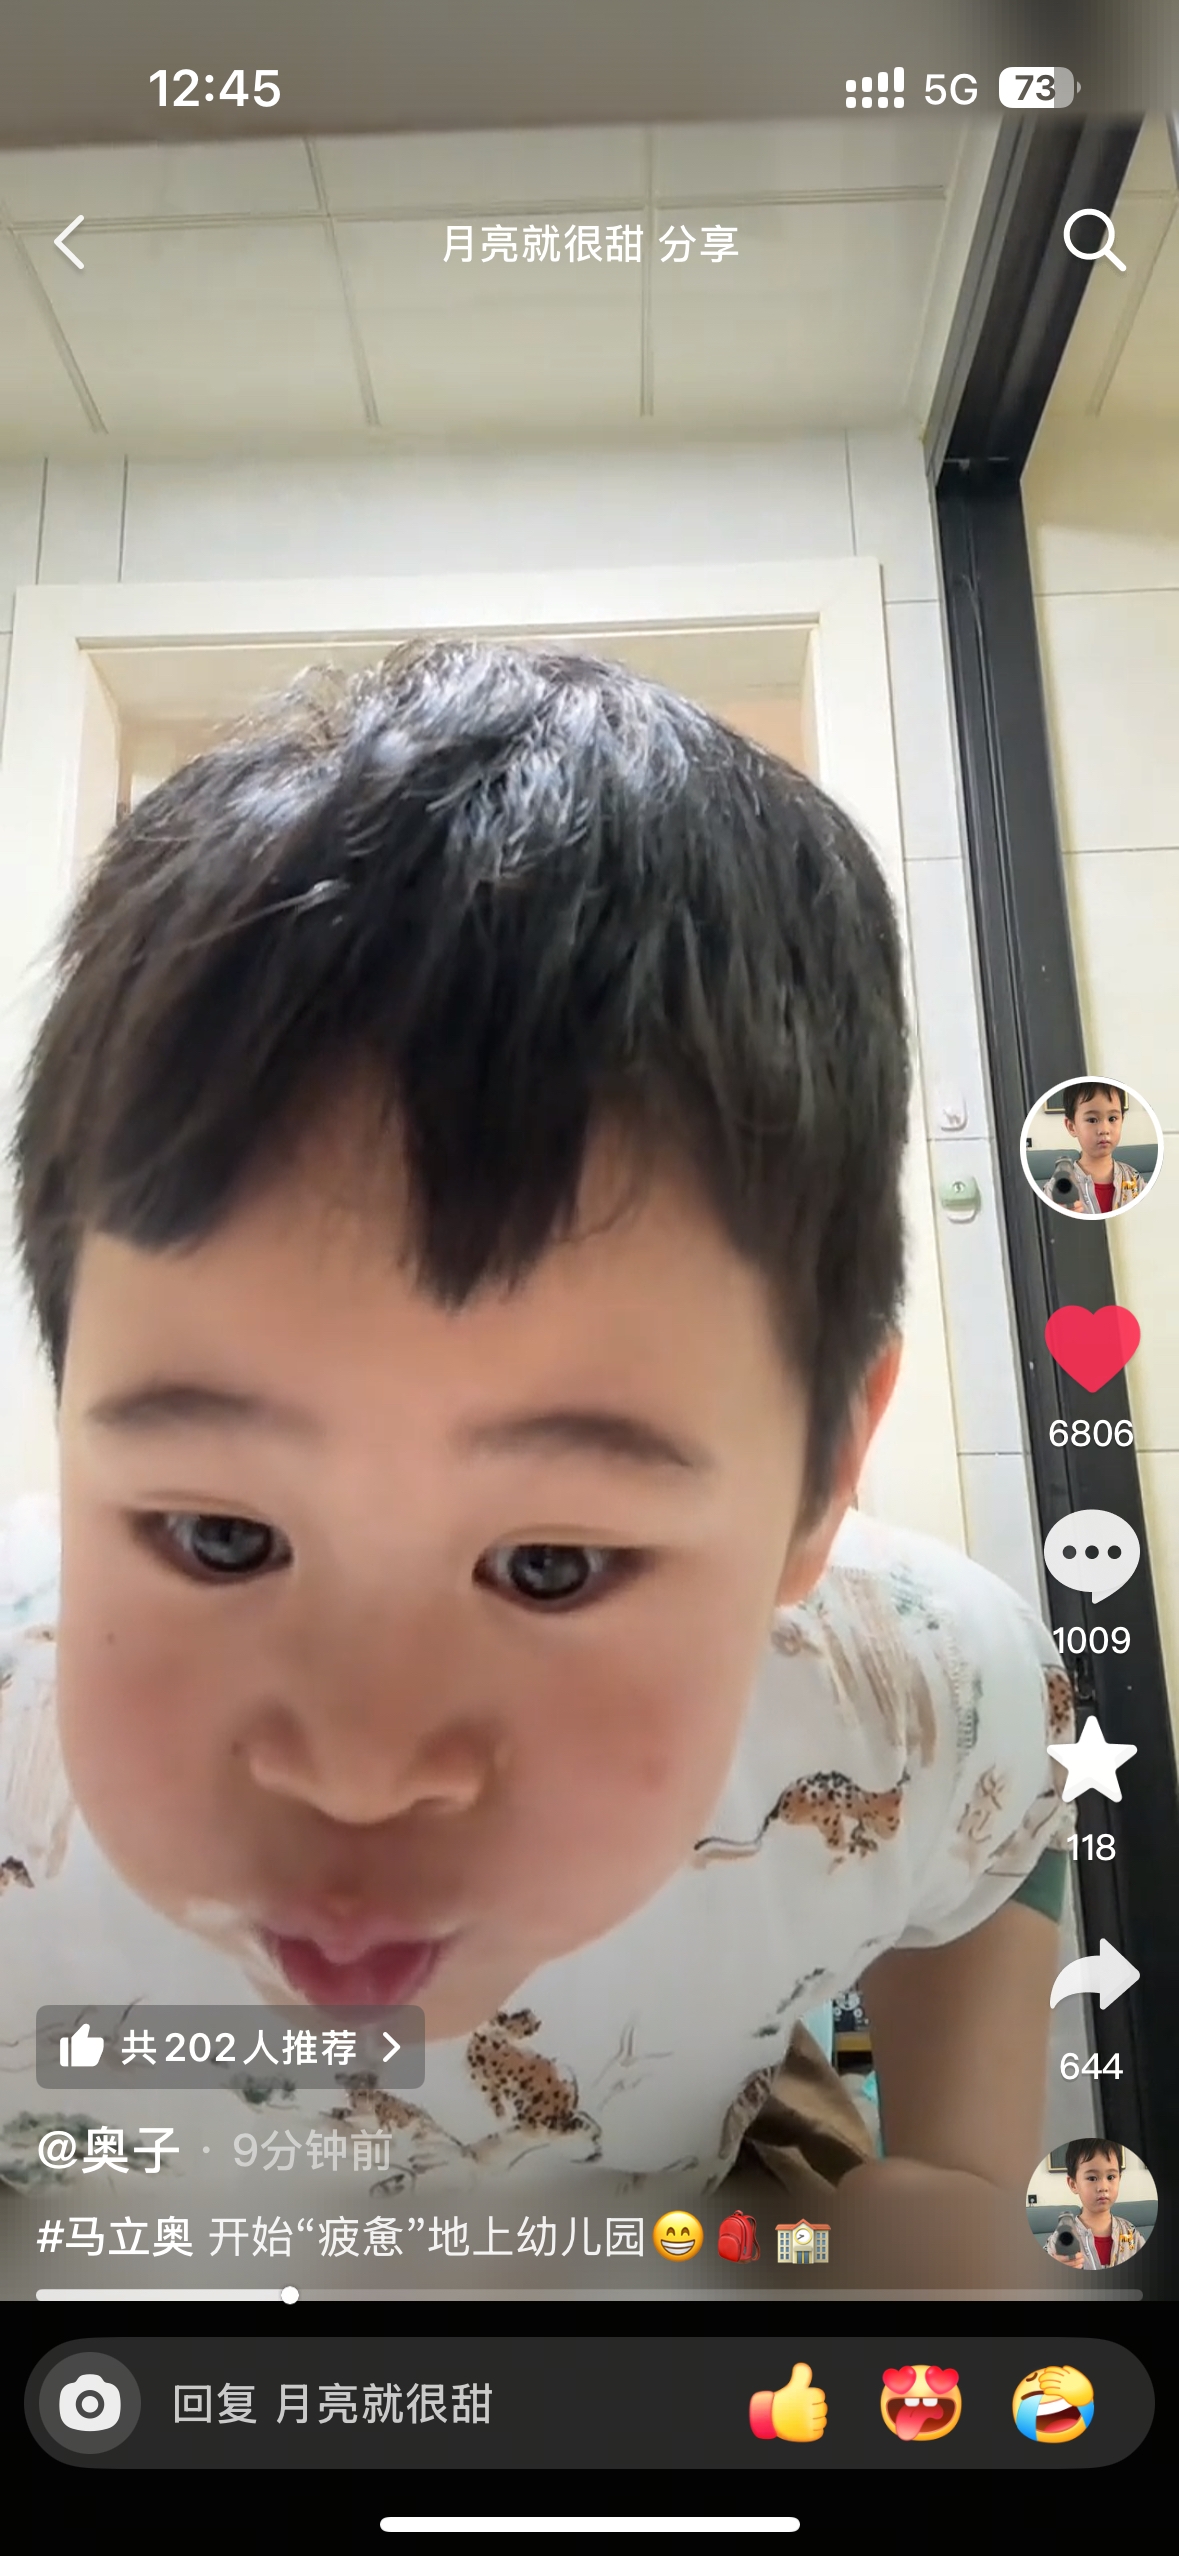 12:45
5G 73
月亮就很甜 分享
6806
1009
118
644
共202人推荐
@奥子 · 9分钟前
#马立奥 开始“疲惫”地上幼儿园😁🎒🏫
回复 月亮就很甜